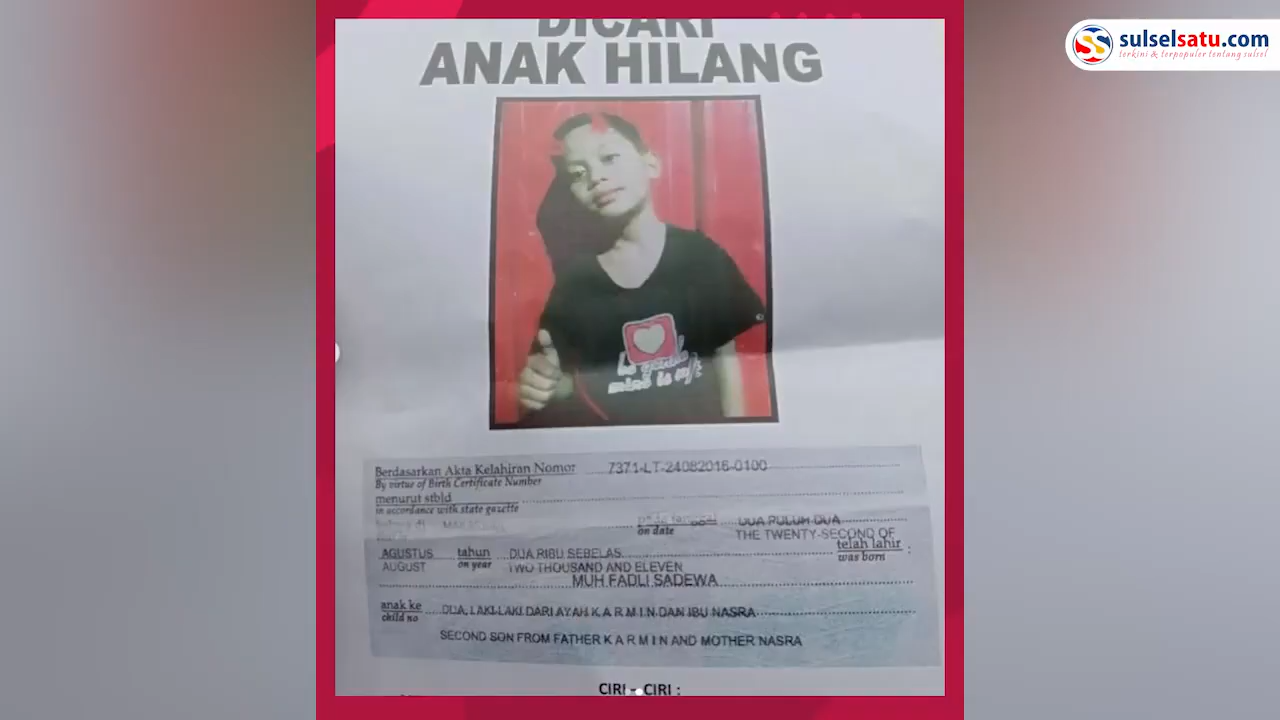 sulselsatu.com
terkini & terpopuler tentang sulsel
DICARI
ANAK HILANG
mind is
Berdasarkan Akta Kelahiran Nomor 7371-LT-24082016-0100
By virtue of Birth Certificate Number
menurut stbld
in accordance with state gazette
pada tanggal DUA PULUH DUA
on date THE TWENTY-SECOND OF
AGUSTUS tahun DUA RIBU SEBELAS telah lahir :
AUGUST on year TWO THOUSAND AND ELEVEN was born
MUH FADLI SADEWA
anak ke DUA, LAKI-LAKI DARI AYAH K A R M I N DAN IBU NASRA
child no
SECOND SON FROM FATHER K A R M I N AND MOTHER NASRA
CIRI - CIRI :